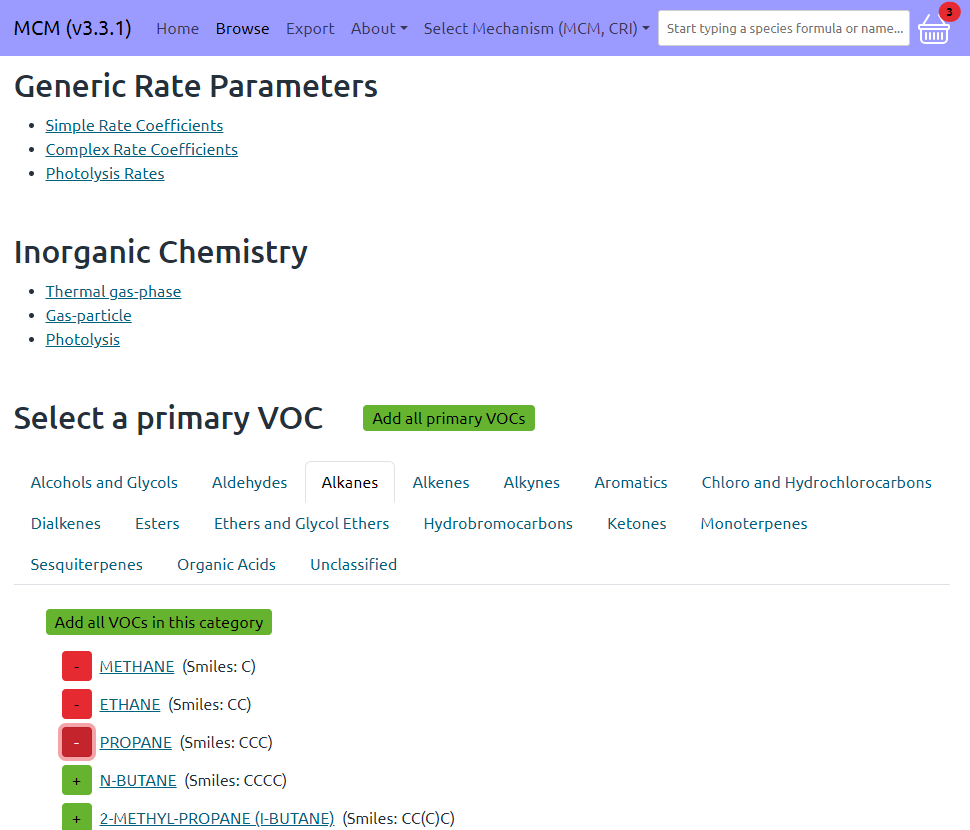 MCM (v3.3.1) Home Browse Export About Select Mechanism (MCM, CRI) Start typing a species formula or name... 3
Generic Rate Parameters
Simple Rate Coefficients
Complex Rate Coefficients
Photolysis Rates
Inorganic Chemistry
Thermal gas-phase
Gas-particle
Photolysis
Select a primary VOC Add all primary VOCs
Alcohols and Glycols Aldehydes Alkanes Alkenes Alkynes Aromatics Chloro and Hydrochlorocarbons
Dialkenes Esters Ethers and Glycol Ethers Hydrobromocarbons Ketones Monoterpenes
Sesquiterpenes Organic Acids Unclassified
Add all VOCs in this category
- METHANE (Smiles: C)
- ETHANE (Smiles: CC)
- PROPANE (Smiles: CCC)
+ N-BUTANE (Smiles: CCCC)
+ 2-METHYL-PROPANE (I-BUTANE) (Smiles: CC(C)C)